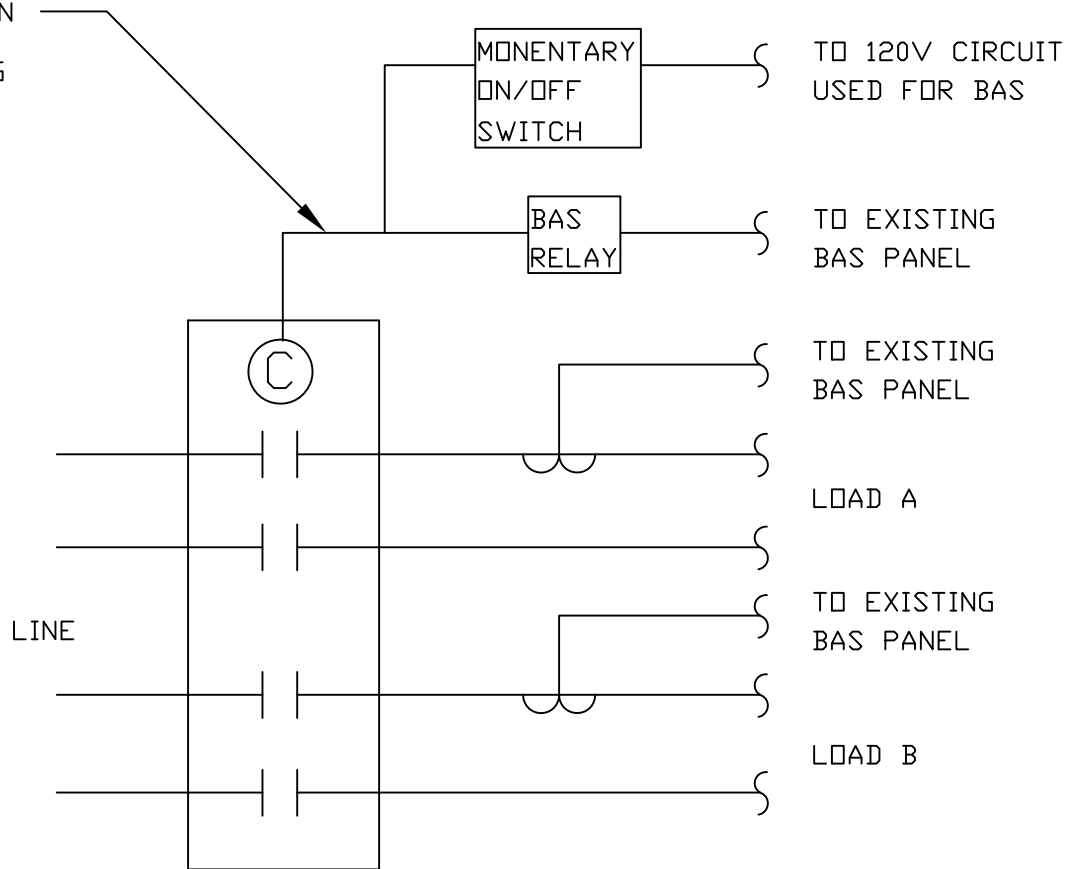 MONENTARY
ON/OFF
SWITCH
TO 120V CIRCUIT
USED FOR BAS
BAS
RELAY
TO EXISTING
BAS PANEL
C
TO EXISTING
BAS PANEL
LOAD A
TO EXISTING
BAS PANEL
LINE
LOAD B